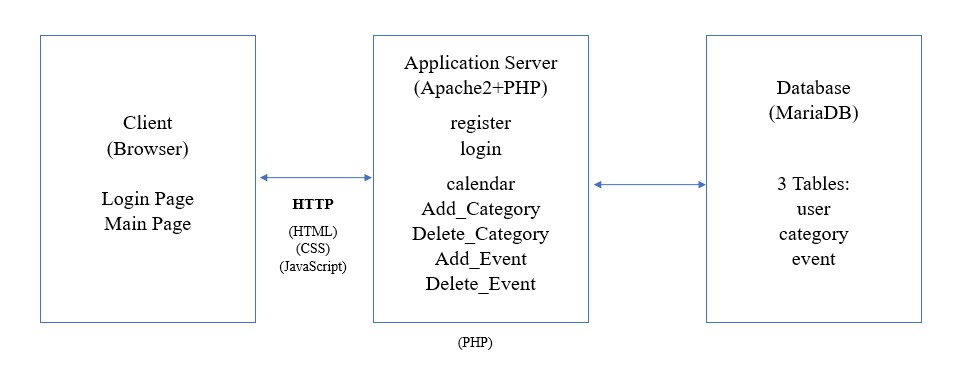 Client
(Browser)
Login Page
Main Page
HTTP
(HTML)
(CSS)
(JavaScript)
Application Server
(Apache2+PHP)
register
login
calendar
Add_Category
Delete_Category
Add_Event
Delete_Event
(PHP)
Database
(MariaDB)
3 Tables:
user
category
event